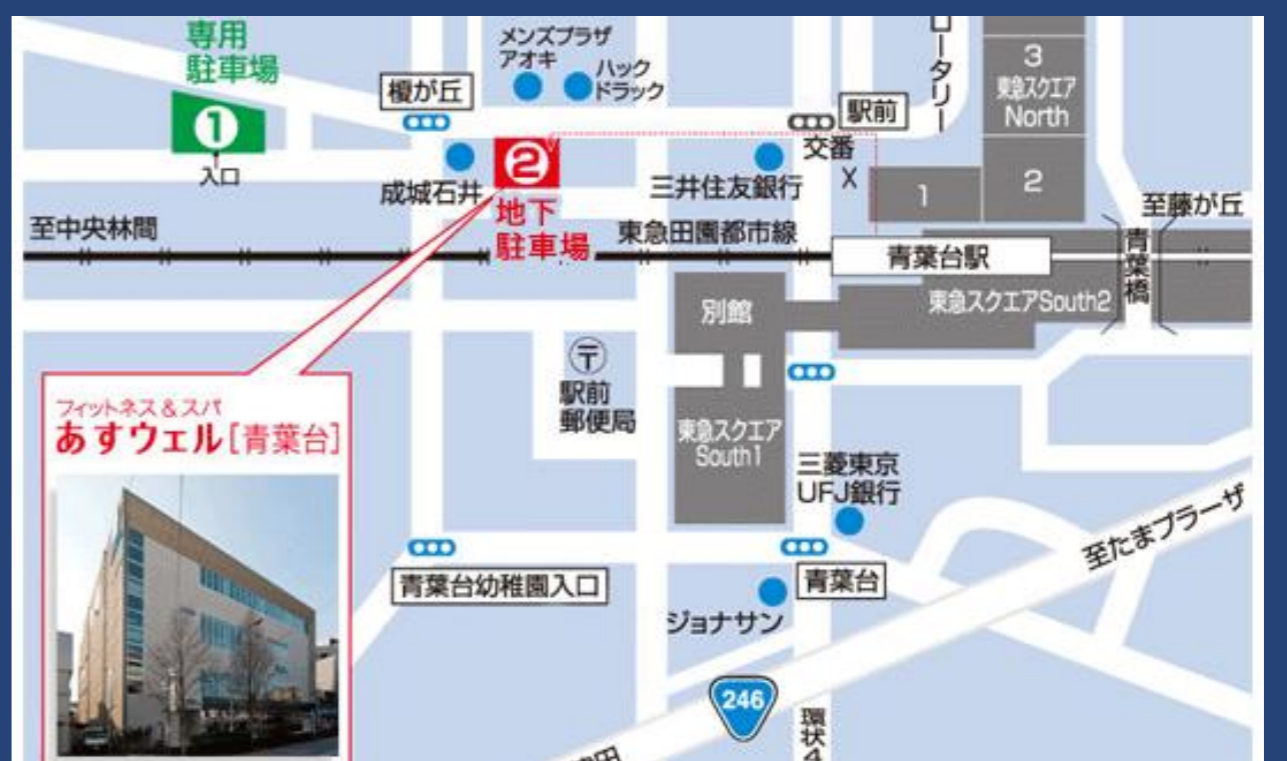 専用
駐車場
1
入口
榎が丘
メンズプラザ
アオキ
ハック
ドラック
駅前
交番
X
ロータリー
3
東急スクエア
North
2
1
成城石井
2
地下
駐車場
三井住友銀行
至藤が丘
至中央林間
東急田園都市線
青葉台駅
青葉橋
別館
東急スクエアSouth2
〒
駅前
郵便局
東急スクエア
South1
フィットネス&スパ
あすウェル[青葉台]
三菱東京
UFJ銀行
至たまプラーザ
青葉台幼稚園入口
青葉台
ジョナサン
246
環状4